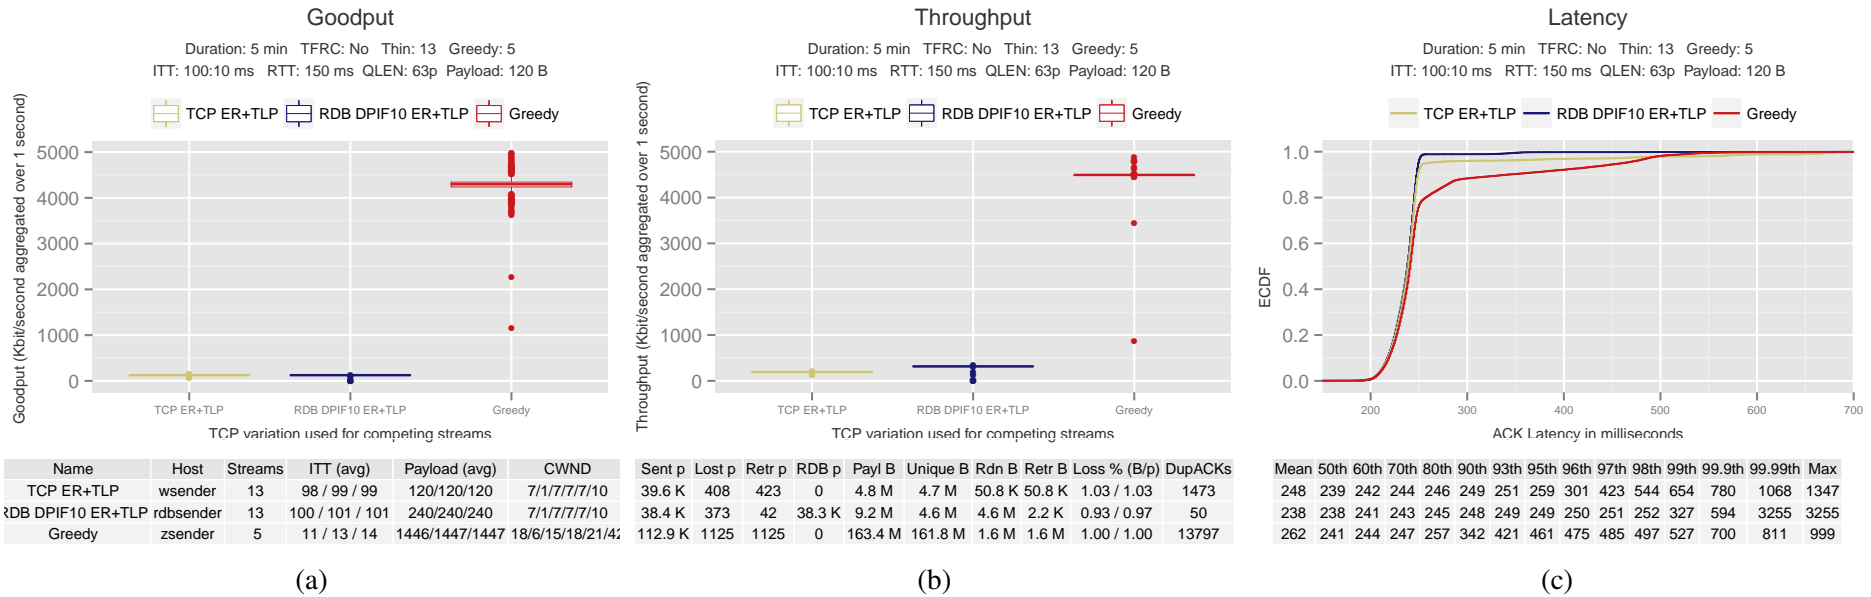 Goodput
Duration: 5 min TFRC: No Thin: 13 Greedy: 5
ITT: 100:10 ms RTT: 150 ms QLEN: 63p Payload: 120 B
TCP ER+TLP RDB DPIF10 ER+TLP Greedy
Goodput (Kbit/second aggregated over 1 second)
5000
4000
3000
2000
1000
0
TCP ER+TLP RDB DPIF10 ER+TLP Greedy
TCP variation used for competing streams
Name Host Streams ITT (avg) Payload (avg) CWND
TCP ER+TLP wsender 13 98 / 99 / 99 120/120/120 7/1/7/7/7/10
RDB DPIF10 ER+TLP rdbsender 13 100 / 101 / 101 240/240/240 7/1/7/7/7/10
Greedy zsender 5 11 / 13 / 14 1446/1447/1447 18/6/15/18/21/42
(a)
Throughput
Duration: 5 min TFRC: No Thin: 13 Greedy: 5
ITT: 100:10 ms RTT: 150 ms QLEN: 63p Payload: 120 B
TCP ER+TLP RDB DPIF10 ER+TLP Greedy
Throughput (Kbit/second aggregated over 1 second)
5000
4000
3000
2000
1000
0
TCP ER+TLP RDB DPIF10 ER+TLP Greedy
TCP variation used for competing streams
Sent p Lost p Retr p RDB p Payl B Unique B Rdn B Retr B Loss % (B/p) DupACKs
39.6 K 408 423 0 4.8 M 4.7 M 50.8 K 50.8 K 1.03 / 1.03 1473
38.4 K 373 42 38.3 K 9.2 M 4.6 M 4.6 M 2.2 K 0.93 / 0.97 50
112.9 K 1125 1125 0 163.4 M 161.8 M 1.6 M 1.6 M 1.00 / 1.00 13797
(b)
Latency
Duration: 5 min TFRC: No Thin: 13 Greedy: 5
ITT: 100:10 ms RTT: 150 ms QLEN: 63p Payload: 120 B
TCP ER+TLP RDB DPIF10 ER+TLP Greedy
ECDF
1.0
0.8
0.6
0.4
0.2
0.0
200 300 400 500 600 700
ACK Latency in milliseconds
Mean 50th 60th 70th 80th 90th 93th 95th 96th 97th 98th 99th 99.9th 99.99th Max
248 239 242 244 246 249 251 259 301 423 544 654 780 1068 1347
238 238 241 243 245 248 249 249 250 251 252 327 594 3255 3255
262 241 244 247 257 342 421 461 475 485 497 527 700 811 999
(c)